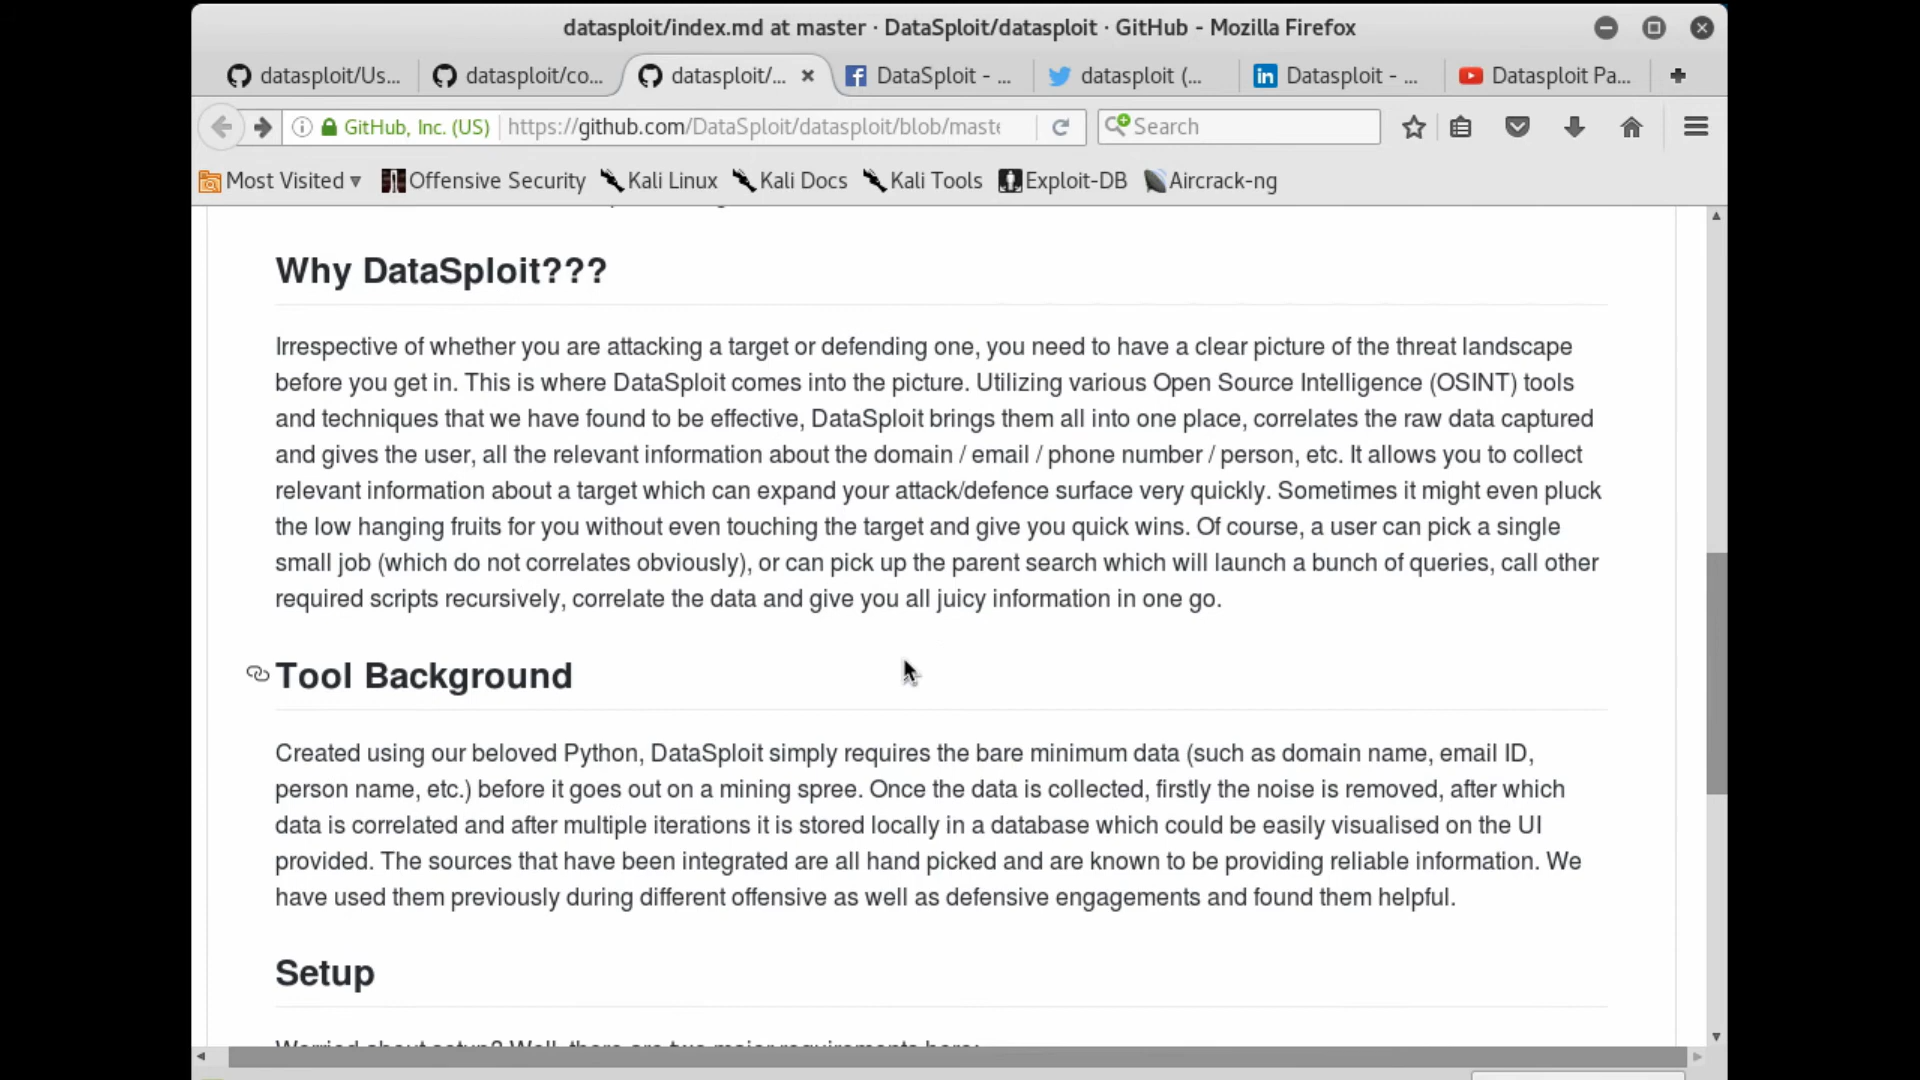 datasploit/index.md at master · DataSploit/datasploit · GitHub - Mozilla Firefox
datasploit/Us... datasploit/co... datasploit/... DataSploit - ... datasploit (... Datasploit - ... Datasploit Pa...
GitHub, Inc. (US) https://github.com/DataSploit/datasploit/blob/maste Search
Most Visited Offensive Security Kali Linux Kali Docs Kali Tools Exploit-DB Aircrack-ng
Why DataSploit???
Irrespective of whether you are attacking a target or defending one, you need to have a clear picture of the threat landscape
before you get in. This is where DataSploit comes into the picture. Utilizing various Open Source Intelligence (OSINT) tools
and techniques that we have found to be effective, DataSploit brings them all into one place, correlates the raw data captured
and gives the user, all the relevant information about the domain / email / phone number / person, etc. It allows you to collect
relevant information about a target which can expand your attack/defence surface very quickly. Sometimes it might even pluck
the low hanging fruits for you without even touching the target and give you quick wins. Of course, a user can pick a single
small job (which do not correlates obviously), or can pick up the parent search which will launch a bunch of queries, call other
required scripts recursively, correlate the data and give you all juicy information in one go.
Tool Background
Created using our beloved Python, DataSploit simply requires the bare minimum data (such as domain name, email ID,
person name, etc.) before it goes out on a mining spree. Once the data is collected, firstly the noise is removed, after which
data is correlated and after multiple iterations it is stored locally in a database which could be easily visualised on the UI
provided. The sources that have been integrated are all hand picked and are known to be providing reliable information. We
have used them previously during different offensive as well as defensive engagements and found them helpful.
Setup
Worried about setup? Well, there are two major requirements here: